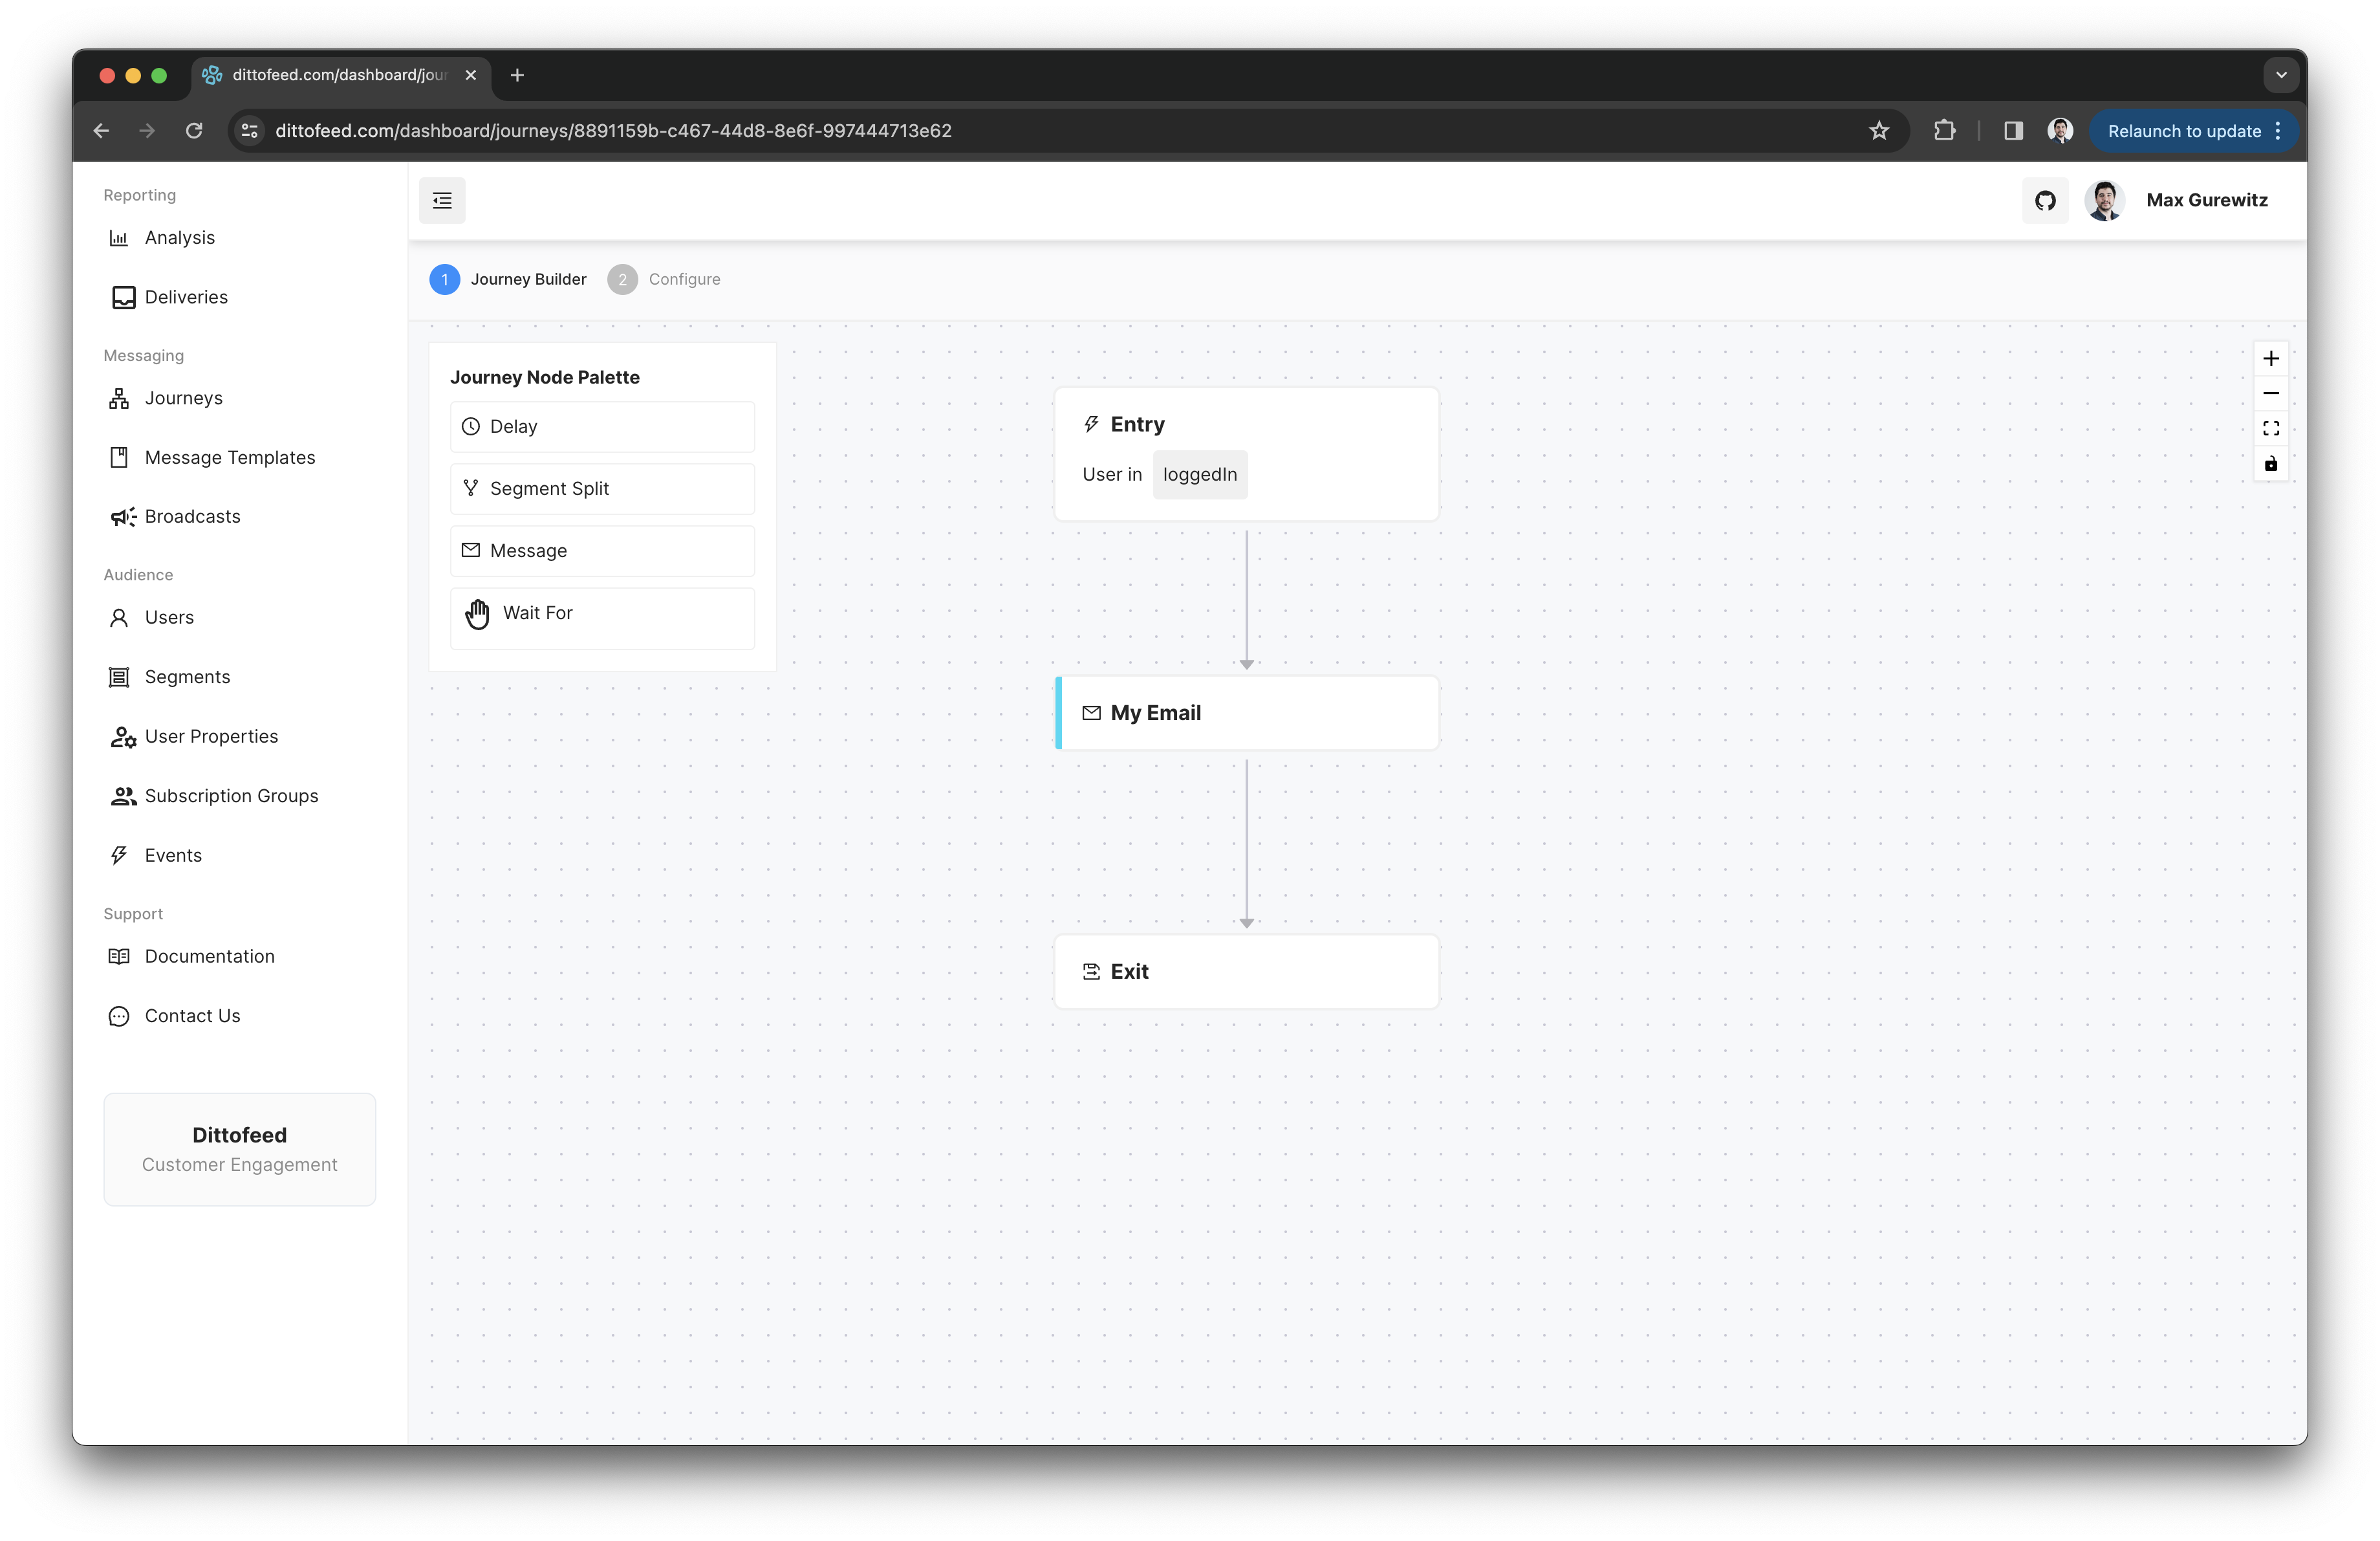 dittofeed.com/dashboard/jour
dittofeed.com/dashboard/journeys/8891159b-c467-44d8-8e6f-997444713e62
Relaunch to update
Reporting
Analysis
Deliveries
Messaging
Journeys
Message Templates
Broadcasts
Audience
Users
Segments
User Properties
Subscription Groups
Events
Support
Documentation
Contact Us
Dittofeed
Customer Engagement
Max Gurewitz
1 Journey Builder 2 Configure
Journey Node Palette
Delay
Segment Split
Message
Wait For
Entry
User in loggedIn
My Email
Exit